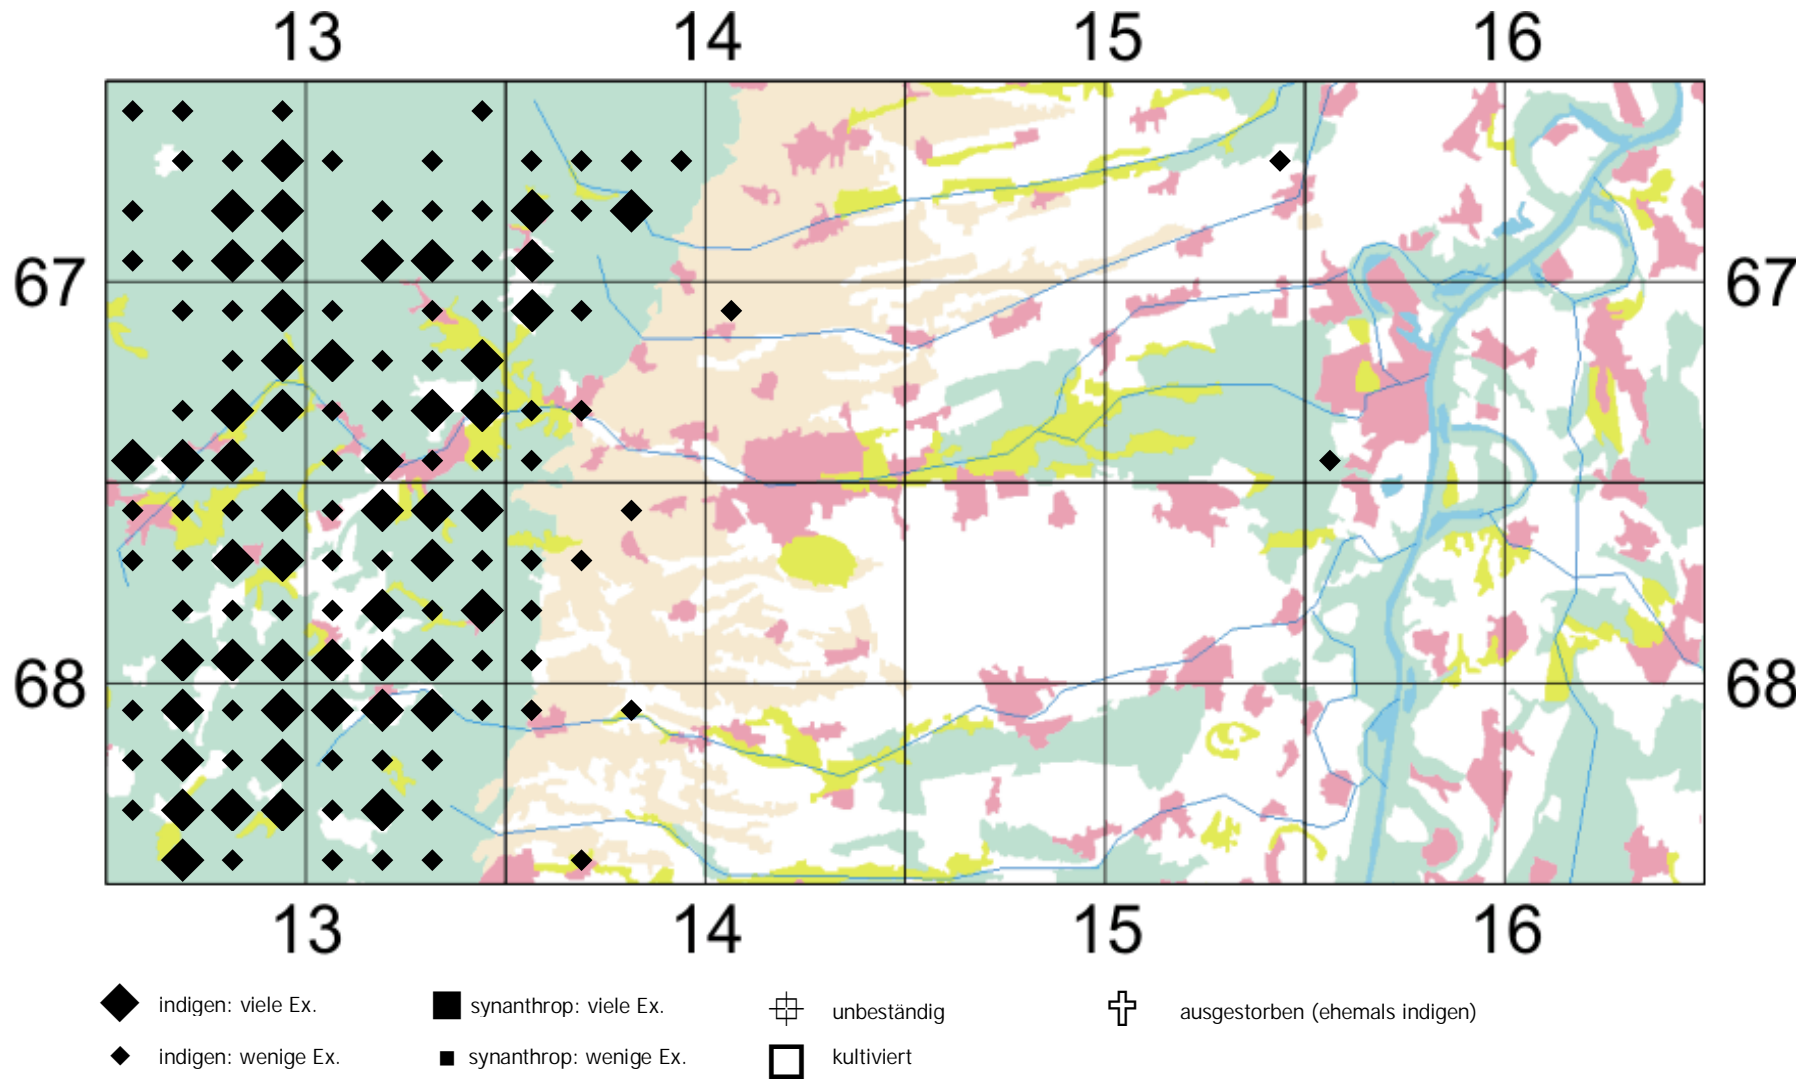 13 14 15 16
67 67
68 68
13 14 15 16
indigen: viele Ex. synanthrop: viele Ex. unbeständig ausgestorben (ehemals indigen)
indigen: wenige Ex. synanthrop: wenige Ex. kultiviert